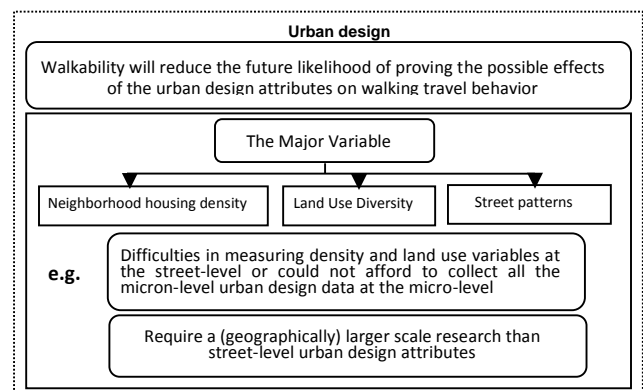 Urban design
Walkability will reduce the future likelihood of proving the possible effects
of the urban design attributes on walking travel behavior
The Major Variable
Neighborhood housing density
Land Use Diversity
Street patterns
e.g.
Difficulties in measuring density and land use variables at
the street-level or could not afford to collect all the
micron-level urban design data at the micro-level
Require a (geographically) larger scale research than
street-level urban design attributes